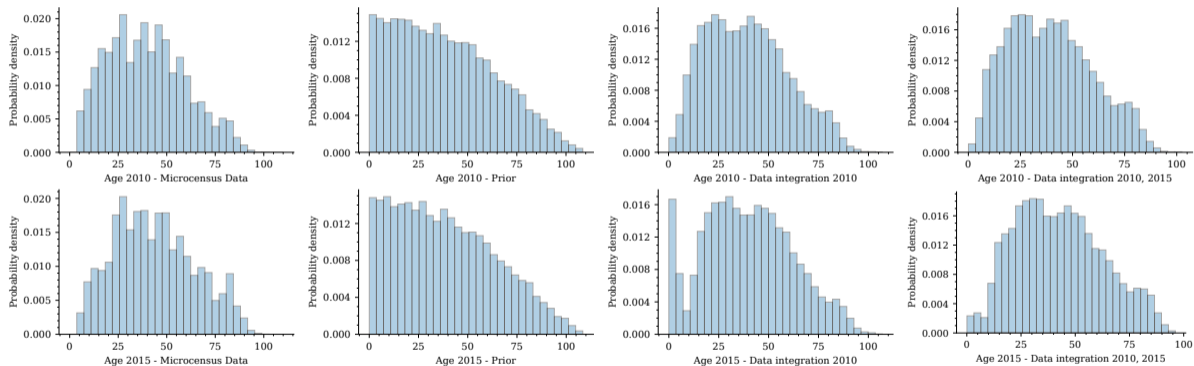 Probability density
0.020
0.015
0.010
0.005
0.000
0 25 50 75 100
Age 2010 - Microcensus Data
Probability density
0.012
0.008
0.004
0.000
0 25 50 75 100
Age 2010 - Prior
Probability density
0.016
0.012
0.008
0.004
0.000
0 25 50 75 100
Age 2010 - Data integration 2010
Probability density
0.016
0.012
0.008
0.004
0.000
0 25 50 75 100
Age 2010 - Data integration 2010, 2015
Probability density
0.020
0.015
0.010
0.005
0.000
0 25 50 75 100
Age 2015 - Microcensus Data
Probability density
0.012
0.008
0.004
0.000
0 25 50 75 100
Age 2015 - Prior
Probability density
0.016
0.012
0.008
0.004
0.000
0 25 50 75 100
Age 2015 - Data integration 2010
Probability density
0.016
0.012
0.008
0.004
0.000
0 25 50 75 100
Age 2015 - Data integration 2010, 2015